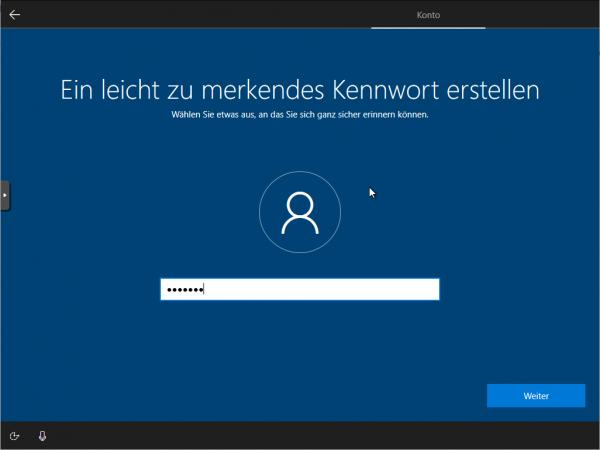 Konto
Ein leicht zu merkendes Kennwort erstellen
Wählen Sie etwas aus, an das Sie sich ganz sicher erinnern können.
•••••••
Weiter